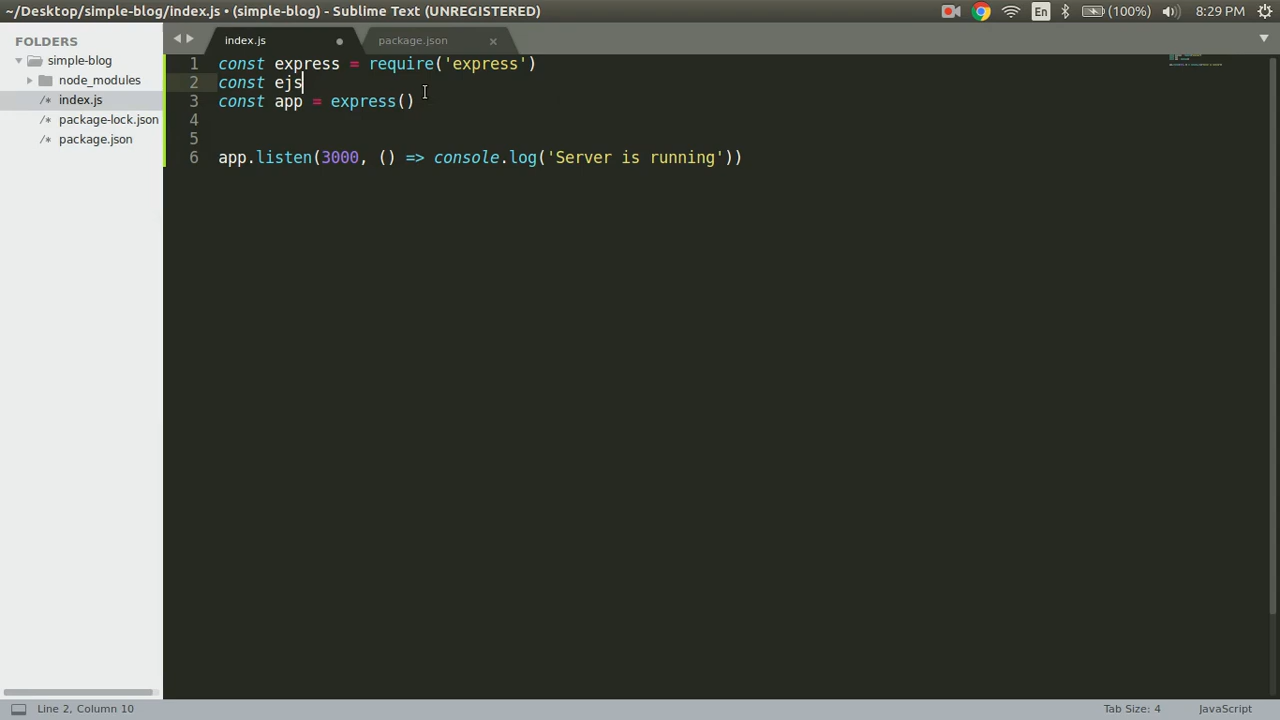 ~/Desktop/simple-blog/index.js • (simple-blog) - Sublime Text (UNREGISTERED)
En
(100%)
8:29 PM
FOLDERS
simple-blog
node_modules
/* index.js
/* package-lock.json
/* package.json
index.js
package.json
1 const express = require('express')
2 const ejs
3 const app = express()
4
5
6 app.listen(3000, () => console.log('Server is running'))
Line 2, Column 10
Tab Size: 4
JavaScript